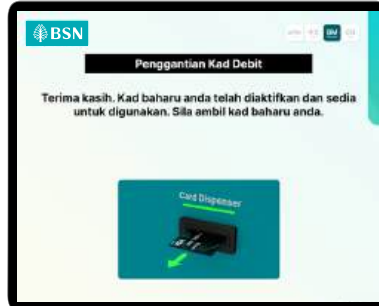 BSN
BM
Penggantian Kad Debit
Terima kasih. Kad baharu anda telah diaktifkan dan sedia
untuk digunakan. Sila ambil kad baharu anda.
Card Dispenser